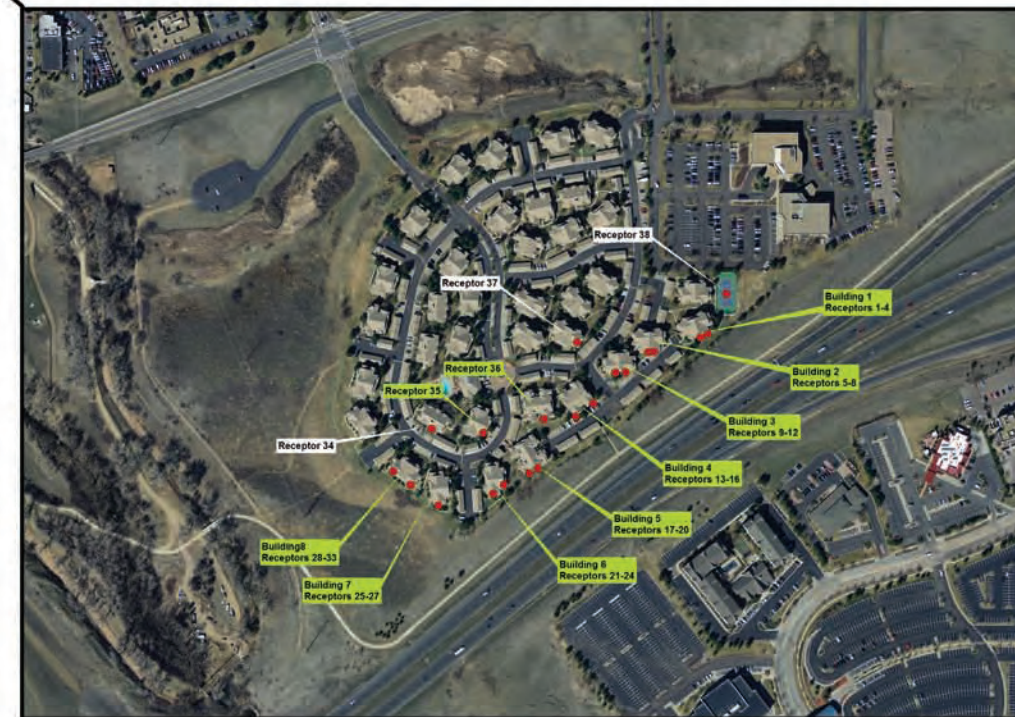 Receptor 38
Receptor 37
Building 1
Receptors 1-4
Receptor 36
Building 2
Receptors 5-8
Receptor 35
Building 3
Receptors 9-12
Receptor 34
Building 4
Receptors 13-16
Building 5
Receptors 17-20
Building8
Receptors 28-33
Building 6
Receptors 21-24
Building 7
Receptors 25-27